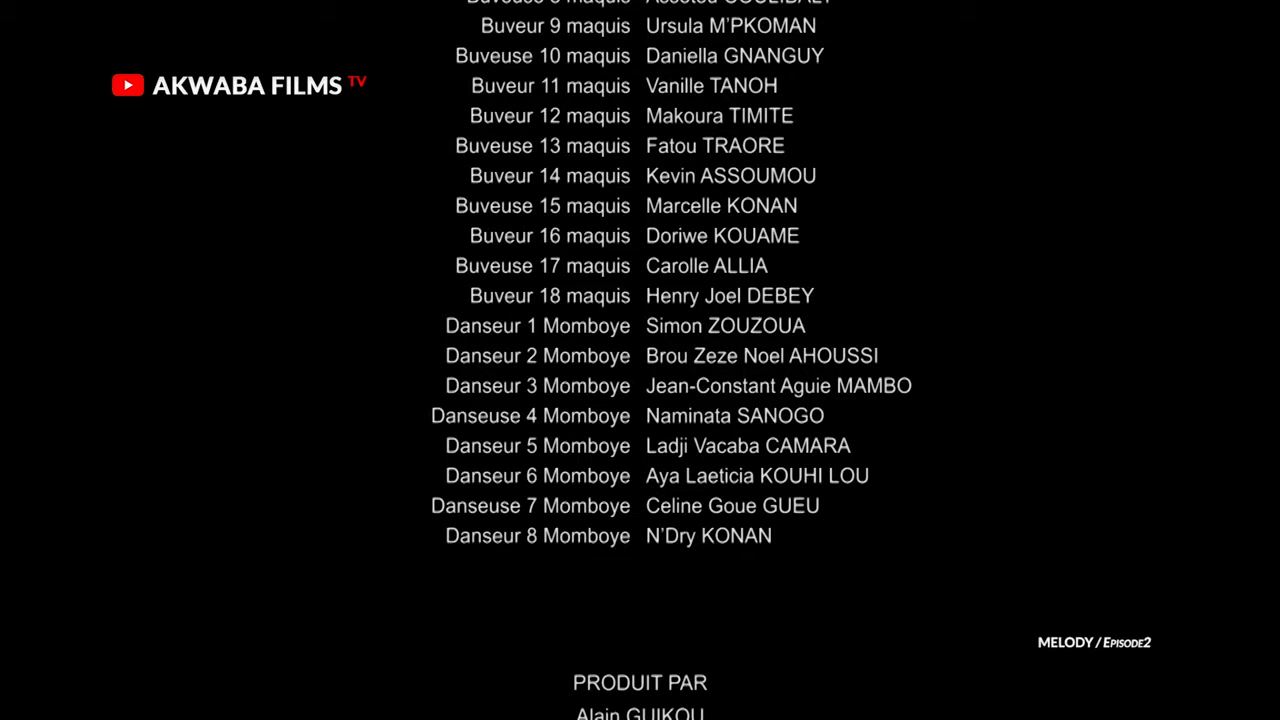 Buveur 9 maquis Ursula M'PKOMAN
Buveuse 10 maquis Daniella GNANGUY
AKWABA FILMS TV
Buveur 11 maquis Vanille TANOH
Buveur 12 maquis Makoura TIMITE
Buveuse 13 maquis Fatou TRAORE
Buveur 14 maquis Kevin ASSOUMOU
Buveuse 15 maquis Marcelle KONAN
Buveur 16 maquis Doriwe KOUAME
Buveuse 17 maquis Carolle ALLIA
Buveur 18 maquis Henry Joel DEBEY
Danseur 1 Momboye Simon ZOUZOUA
Danseur 2 Momboye Brou Zeze Noel AHOUSSI
Danseur 3 Momboye Jean-Constant Aguie MAMBO
Danseuse 4 Momboye Naminata SANOGO
Danseur 5 Momboye Ladji Vacaba CAMARA
Danseur 6 Momboye Aya Laeticia KOUHI LOU
Danseuse 7 Momboye Celine Goue GUEU
Danseur 8 Momboye N'Dry KONAN
MELODY / EPISODE2
PRODUIT PAR
Alain GUIKOU